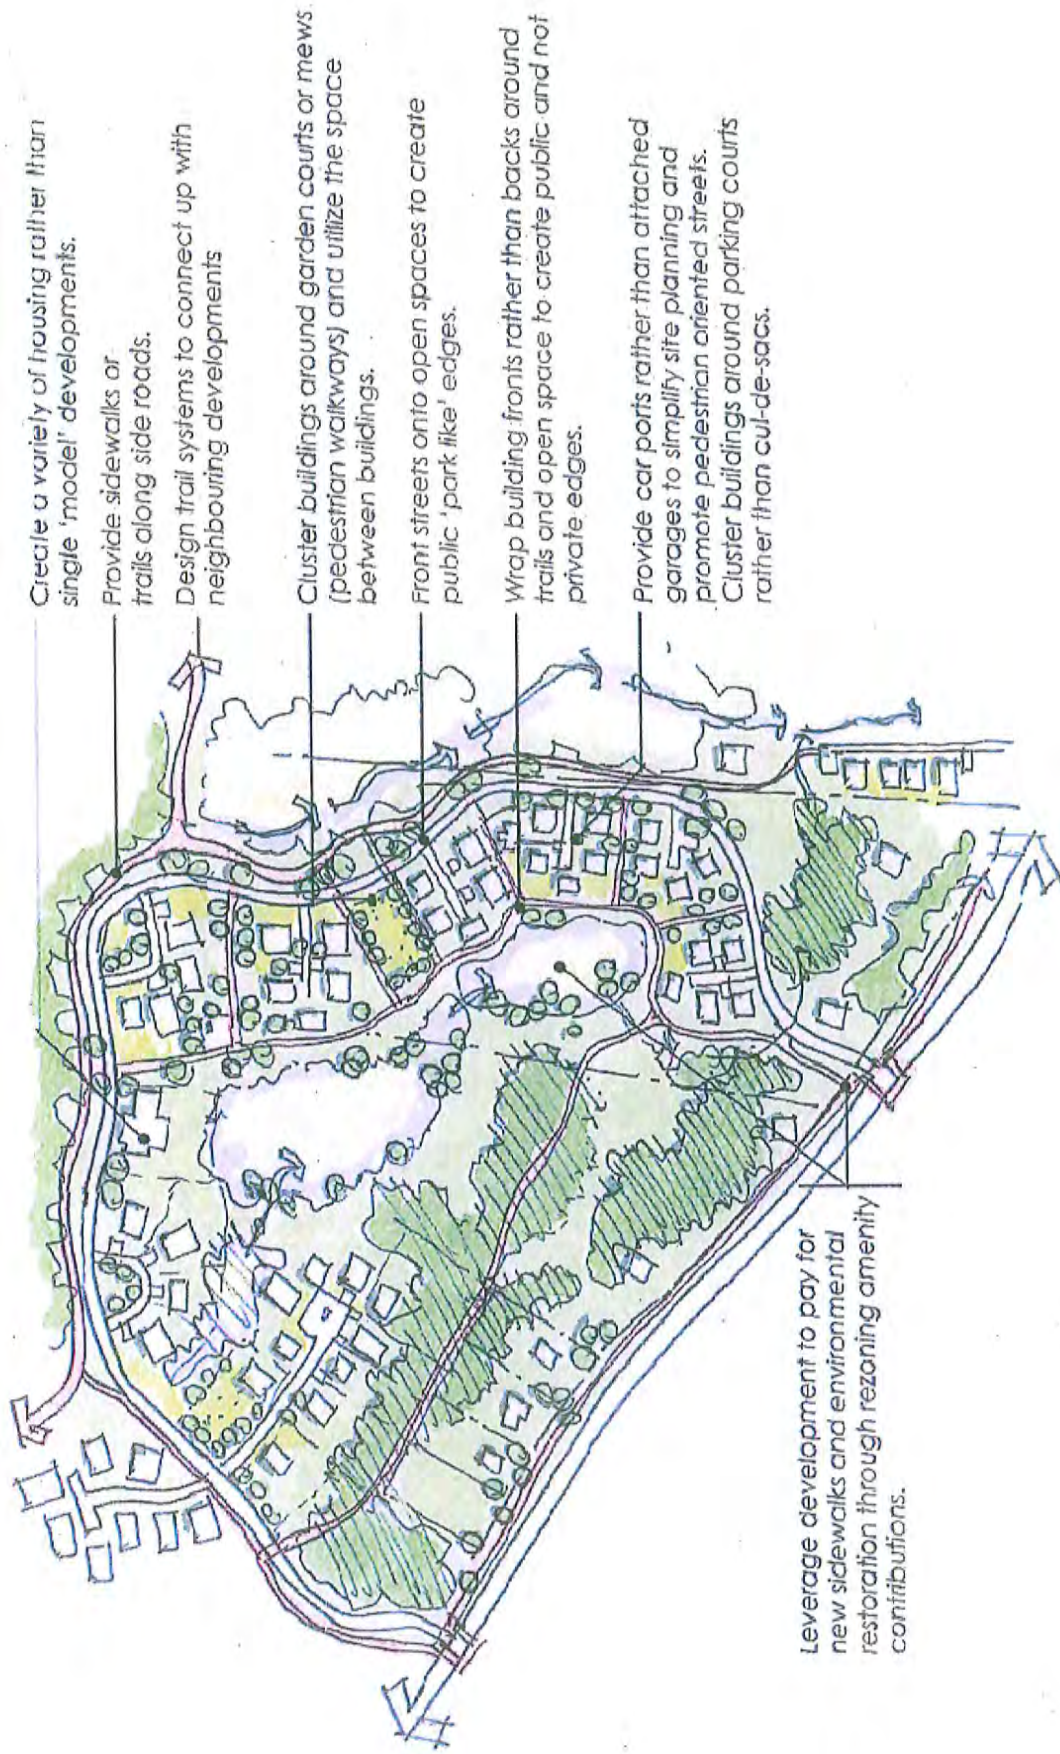 Create a variety of housing rather than
single 'model' developments.
Provide sidewalks or
trails along side roads.
Design trail systems to connect up with
neighbouring developments
Cluster buildings around garden courts or mews
(pedestrian walkways) and utilize the space
between buildings.
Front streets onto open spaces to create
public 'park like' edges.
Wrap building fronts rather than backs around
trails and open space to create public and not
private edges.
Provide car ports rather than attached
garages to simplify site planning and
promote pedestrian oriented streets.
Cluster buildings around parking courts
rather than cul-de-sacs.
Leverage development to pay for
new sidewalks and environmental
restoration through rezoning amenity
contributions.